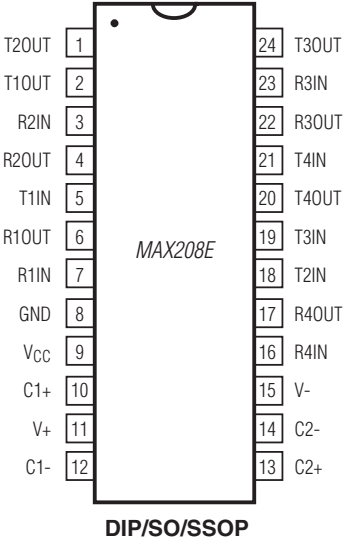 T2OUT 1 24 T3OUT
T1OUT 2 23 R3IN
R2IN 3 22 R3OUT
R2OUT 4 21 T4IN
T1IN 5 20 T4OUT
R1OUT 6 19 T3IN
MAX208E
R1IN 7 18 T2IN
GND 8 17 R4OUT
VCC 9 16 R4IN
C1+ 10 15 V-
V+ 11 14 C2-
C1- 12 13 C2+
DIP/SO/SSOP